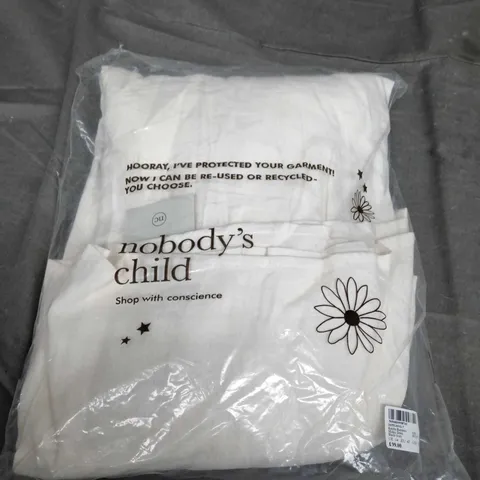 HOORAY, I'VE PROTECTED YOUR GARMENT!
NOW I CAN BE RE-USED OR RECYCLED-
YOU CHOOSE.
nc
nobody's
child
Shop with conscience